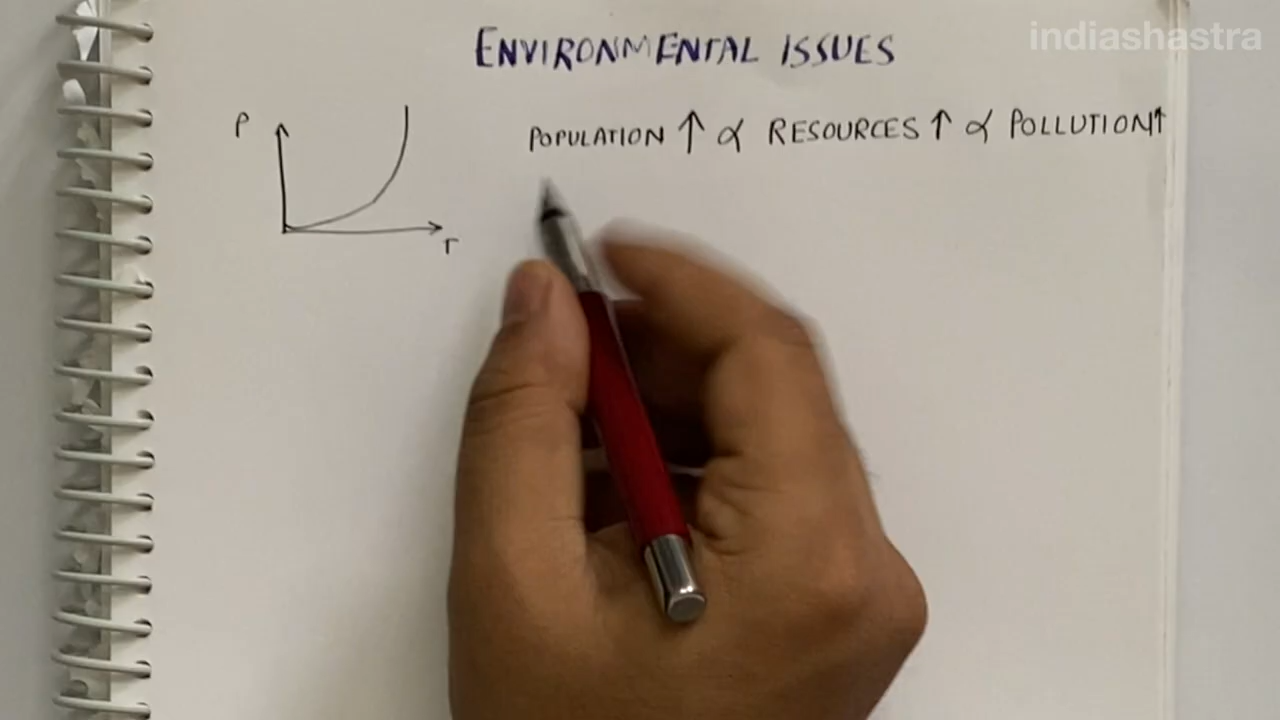 indiashastra
ENVIRONMENTAL ISSUES
P
POPULATION ↑ ∝ RESOURCES ↑ ∝ POLLUTION↑
T